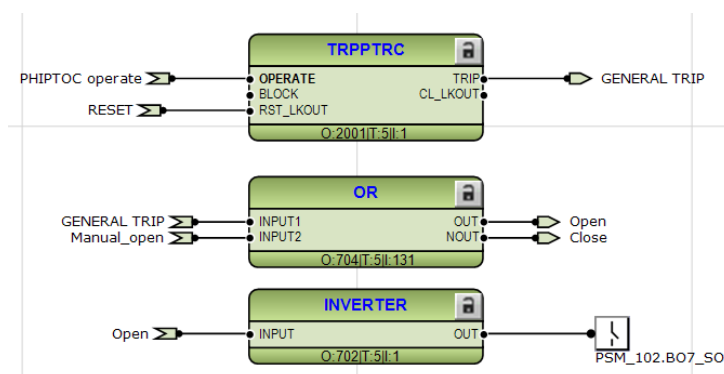 TRPPTRC
PHIPTOC operate OPERATE TRIP GENERAL TRIP
BLOCK CL_LKOUT
RESET RST_LKOUT
O:2001|T:5|I:1
OR
GENERAL TRIP INPUT1 OUT Open
Manual_open INPUT2 NOUT Close
O:704|T:5|I:131
INVERTER
Open INPUT OUT
O:702|T:5|I:1 PSM_102.BO7_SO